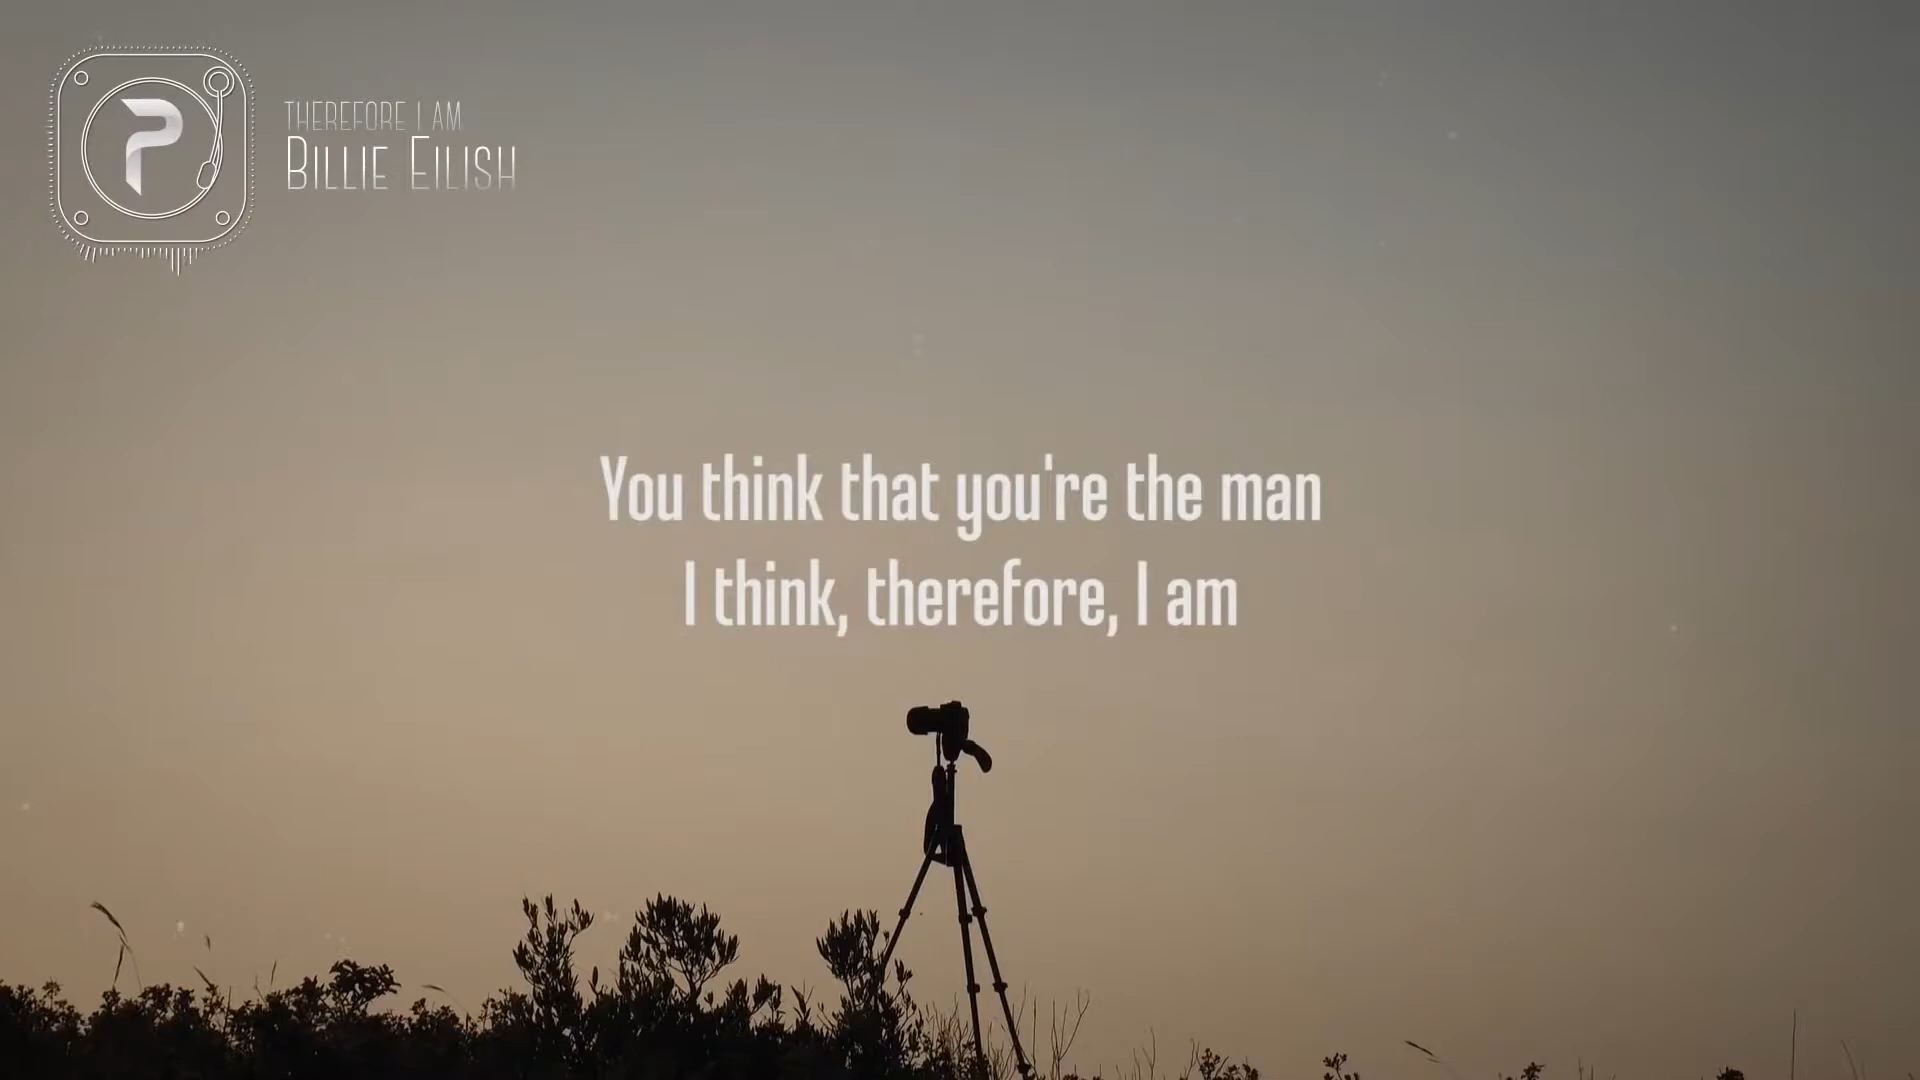 P
THEREFORE I AM
BILLIE EILISH
You think that you're the man
I think, therefore, I am